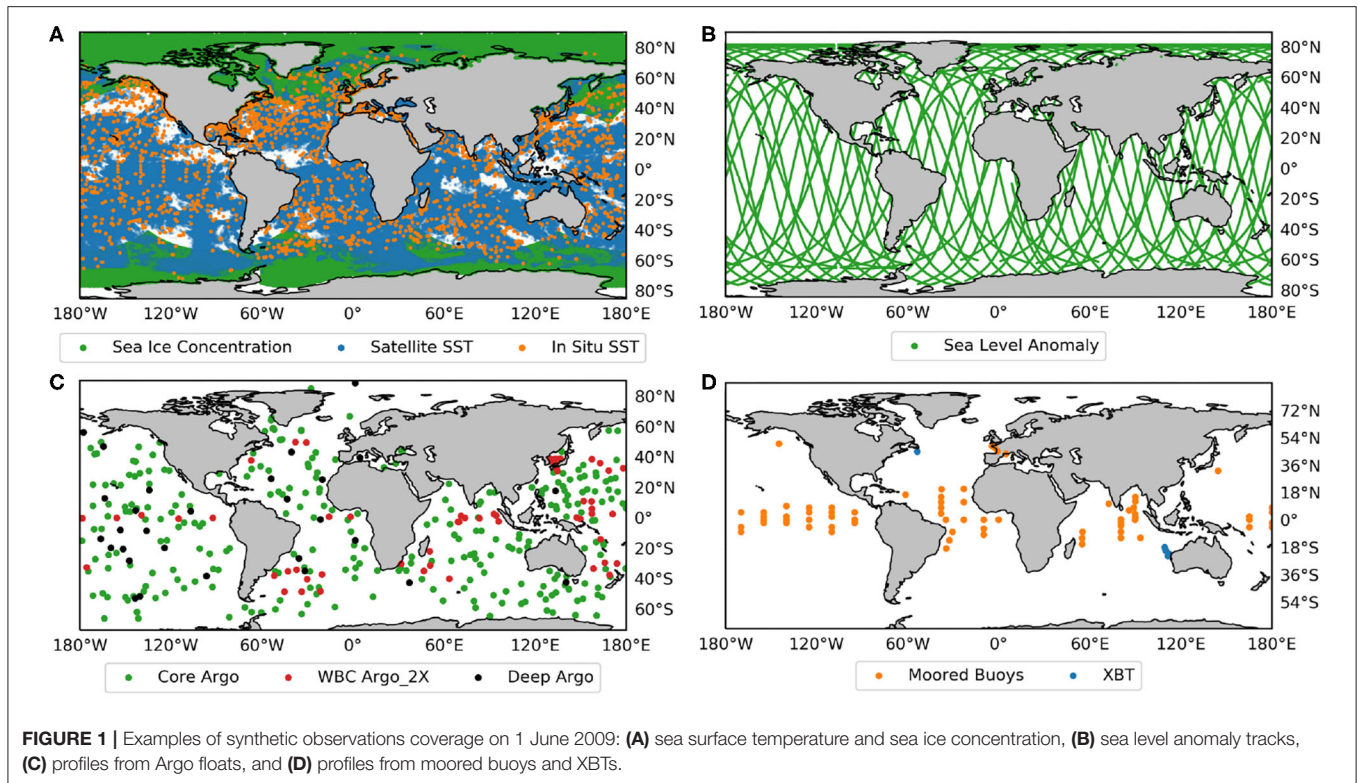 A
80°N
60°N
40°N
20°N
0°
20°S
40°S
60°S
80°S
180°W 120°W 60°W 0° 60°E 120°E 180°E
Sea Ice Concentration Satellite SST In Situ SST
B
80°N
60°N
40°N
20°N
0°
20°S
40°S
60°S
80°S
180°W 120°W 60°W 0° 60°E 120°E 180°E
Sea Level Anomaly
C
80°N
60°N
40°N
20°N
0°
20°S
40°S
60°S
180°W 120°W 60°W 0° 60°E 120°E 180°E
Core Argo WBC Argo_2X Deep Argo
D
72°N
54°N
36°N
18°N
0°
18°S
36°S
54°S
180°W 120°W 60°W 0° 60°E 120°E 180°E
Moored Buoys XBT
FIGURE 1 | Examples of synthetic observations coverage on 1 June 2009: (A) sea surface temperature and sea ice concentration, (B) sea level anomaly tracks,
(C) profiles from Argo floats, and (D) profiles from moored buoys and XBTs.